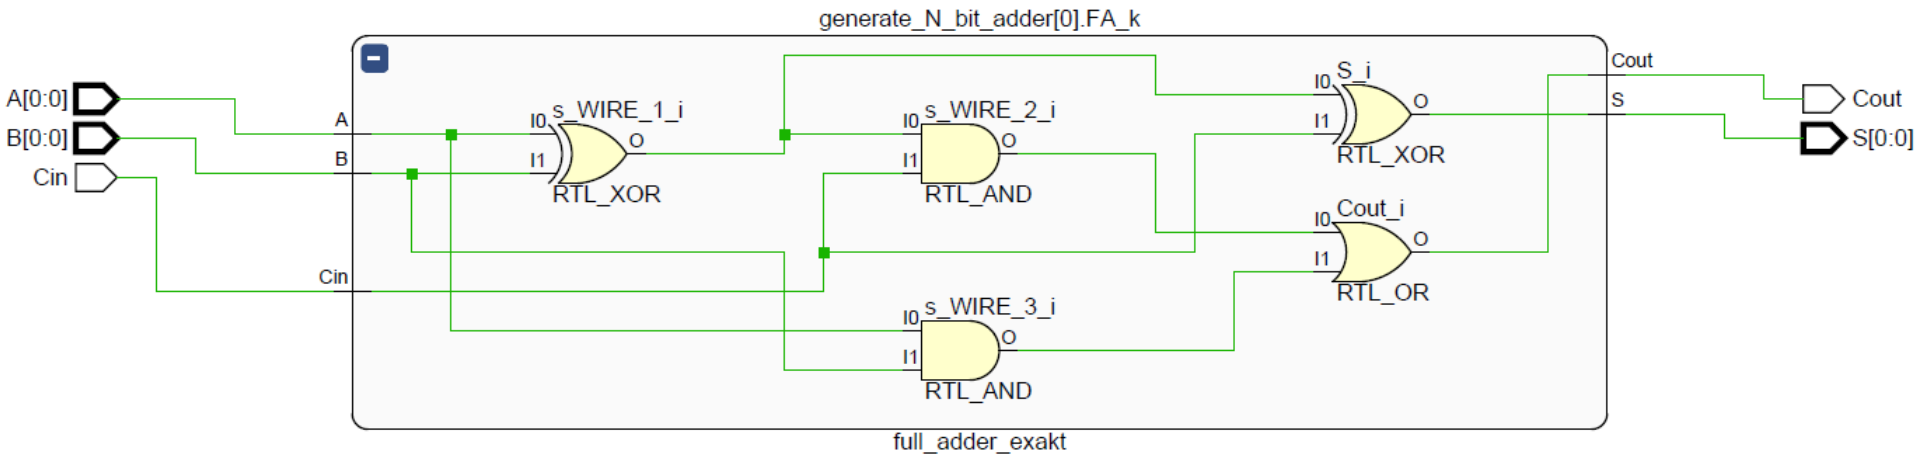 generate_N_bit_adder[0].FA_k
A[0:0]
B[0:0]
Cin
A
B
Cin
s_WIRE_1_i
I0
I1
O
RTL_XOR
s_WIRE_2_i
I0
I1
O
RTL_AND
s_WIRE_3_i
I0
I1
O
RTL_AND
S_i
I0
I1
O
RTL_XOR
Cout_i
I0
I1
O
RTL_OR
Cout
S
Cout
S[0:0]
full_adder_exakt